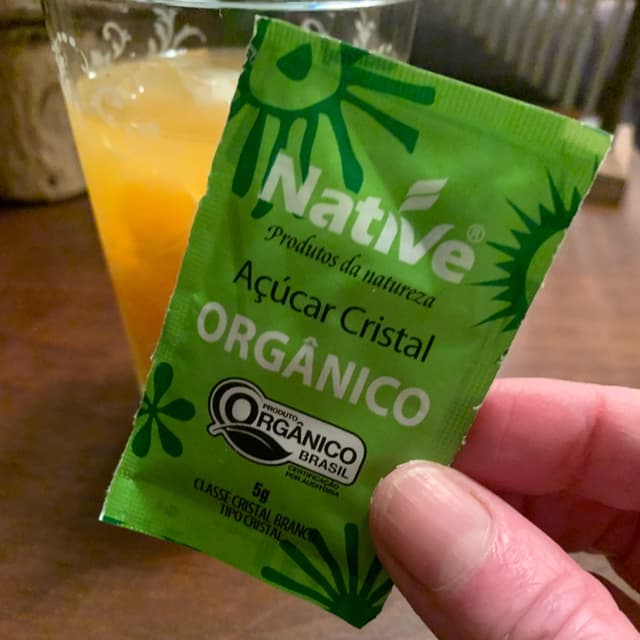 Native®
Produtos da natureza
Açúcar Cristal
ORGÂNICO
PRODUTO
ORGÂNICO
BRASIL
CERTIFICAÇÃO
POR AUDITORIA
5g
CLASSE CRISTAL BRANCO
TIPO CRISTAL